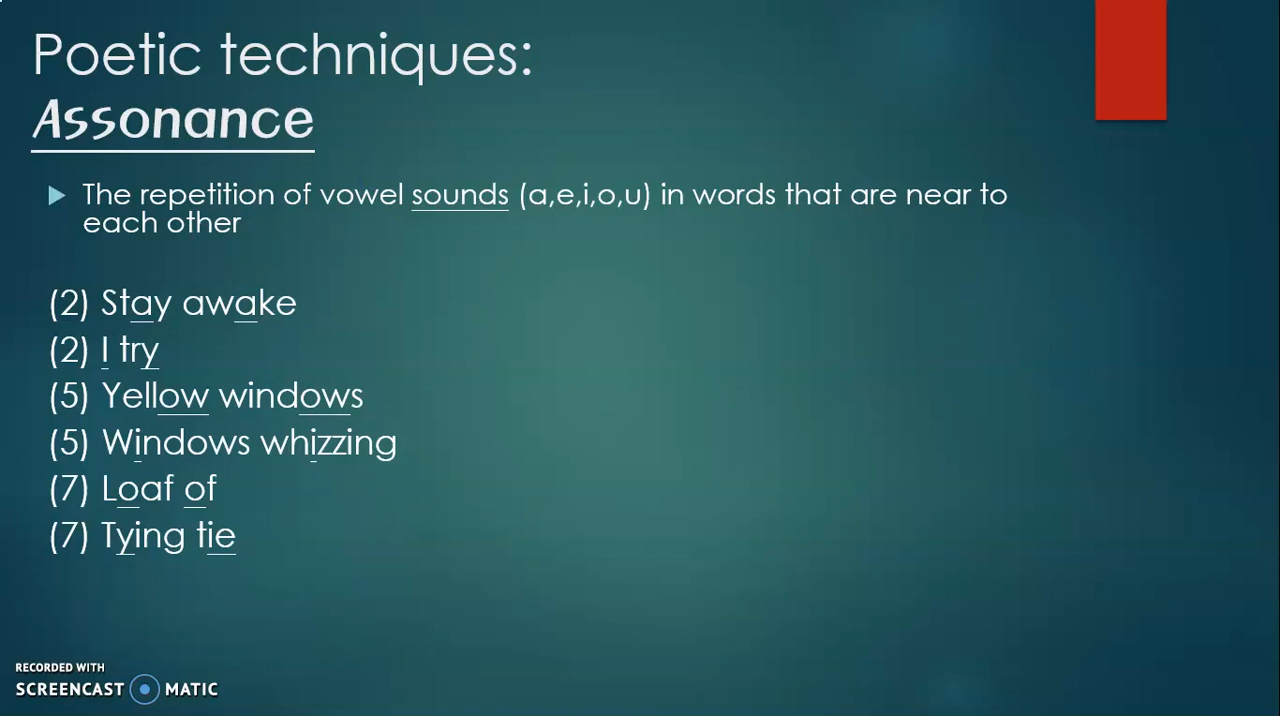 Poetic techniques:
Assonance
The repetition of vowel sounds (a,e,i,o,u) in words that are near to
each other
(2) Stay awake
(2) I try
(5) Yellow windows
(5) Windows whizzing
(7) Loaf of
(7) Tying tie
RECORDED WITH
SCREENCAST MATIC